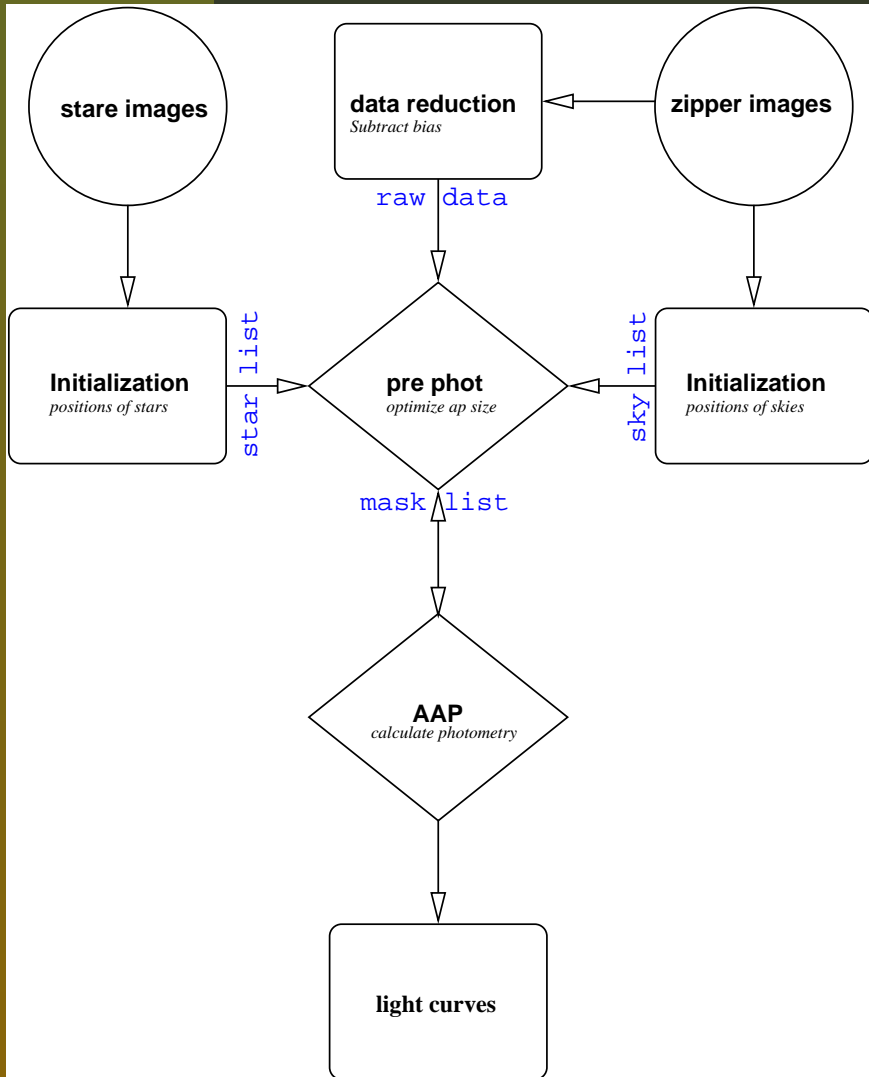 stare images
data reduction
Subtract bias
zipper images
raw data
star list
Initialization
positions of stars
pre phot
optimize ap size
sky list
Initialization
positions of skies
mask list
AAP
calculate photometry
light curves